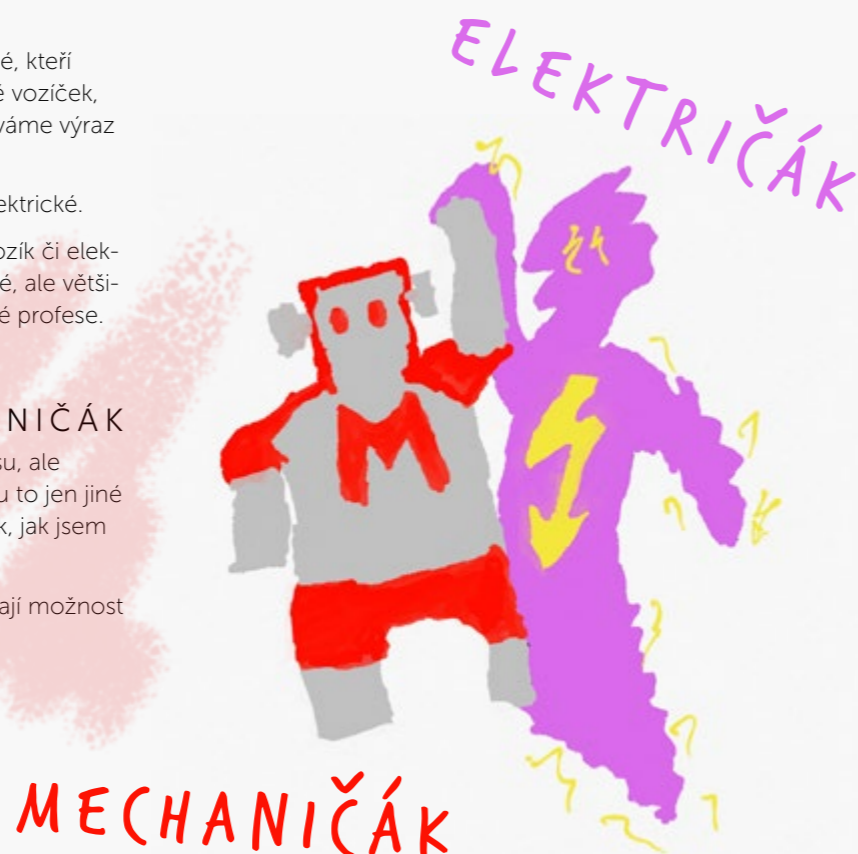 ELEKTRIČÁK
é, kteří
vozíček,
váme výraz
ektrické.
ozík či elek-
é, ale větši-
é profese.
NIČÁK
su, ale
u to jen jiné
k, jak jsem
ají možnost
M
MECHANIČÁK